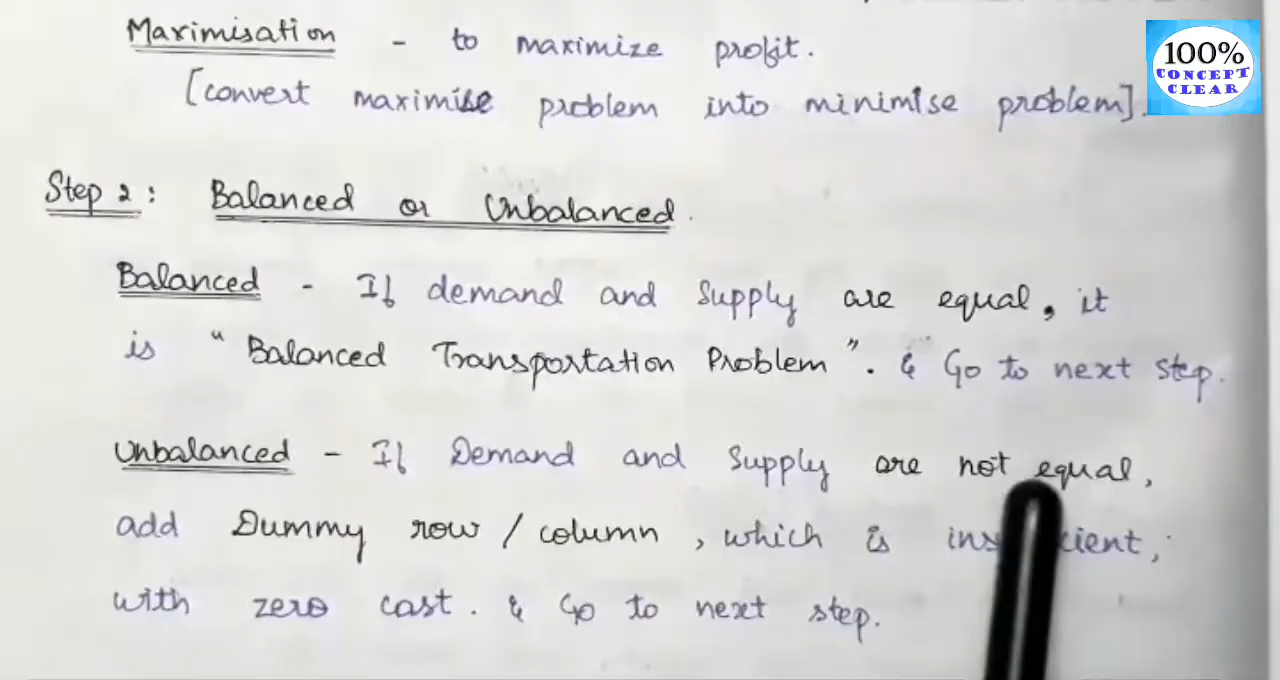 Maximisation - to maximize profit.
[convert maximise problem into minimise problem].
100%
CONCEPT
CLEAR
Step 2: Balanced or Unbalanced.
Balanced - If demand and Supply are equal, it
is "Balanced Transportation Problem". & Go to next step.
Unbalanced - If Demand and Supply are not equal,
add Dummy row / column, which is
with zero cast. & Go to next step.